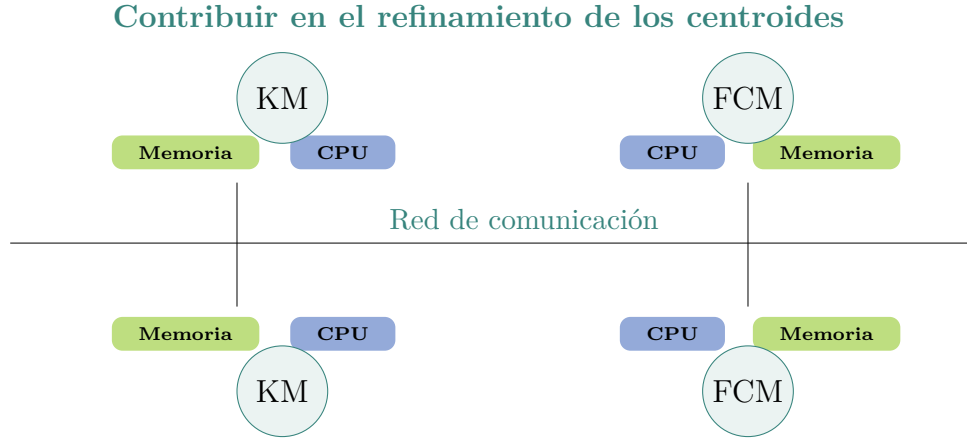 Contribuir en el refinamiento de los centroides
KM FCM
Memoria CPU CPU Memoria
Red de comunicación
Memoria CPU CPU Memoria
KM FCM